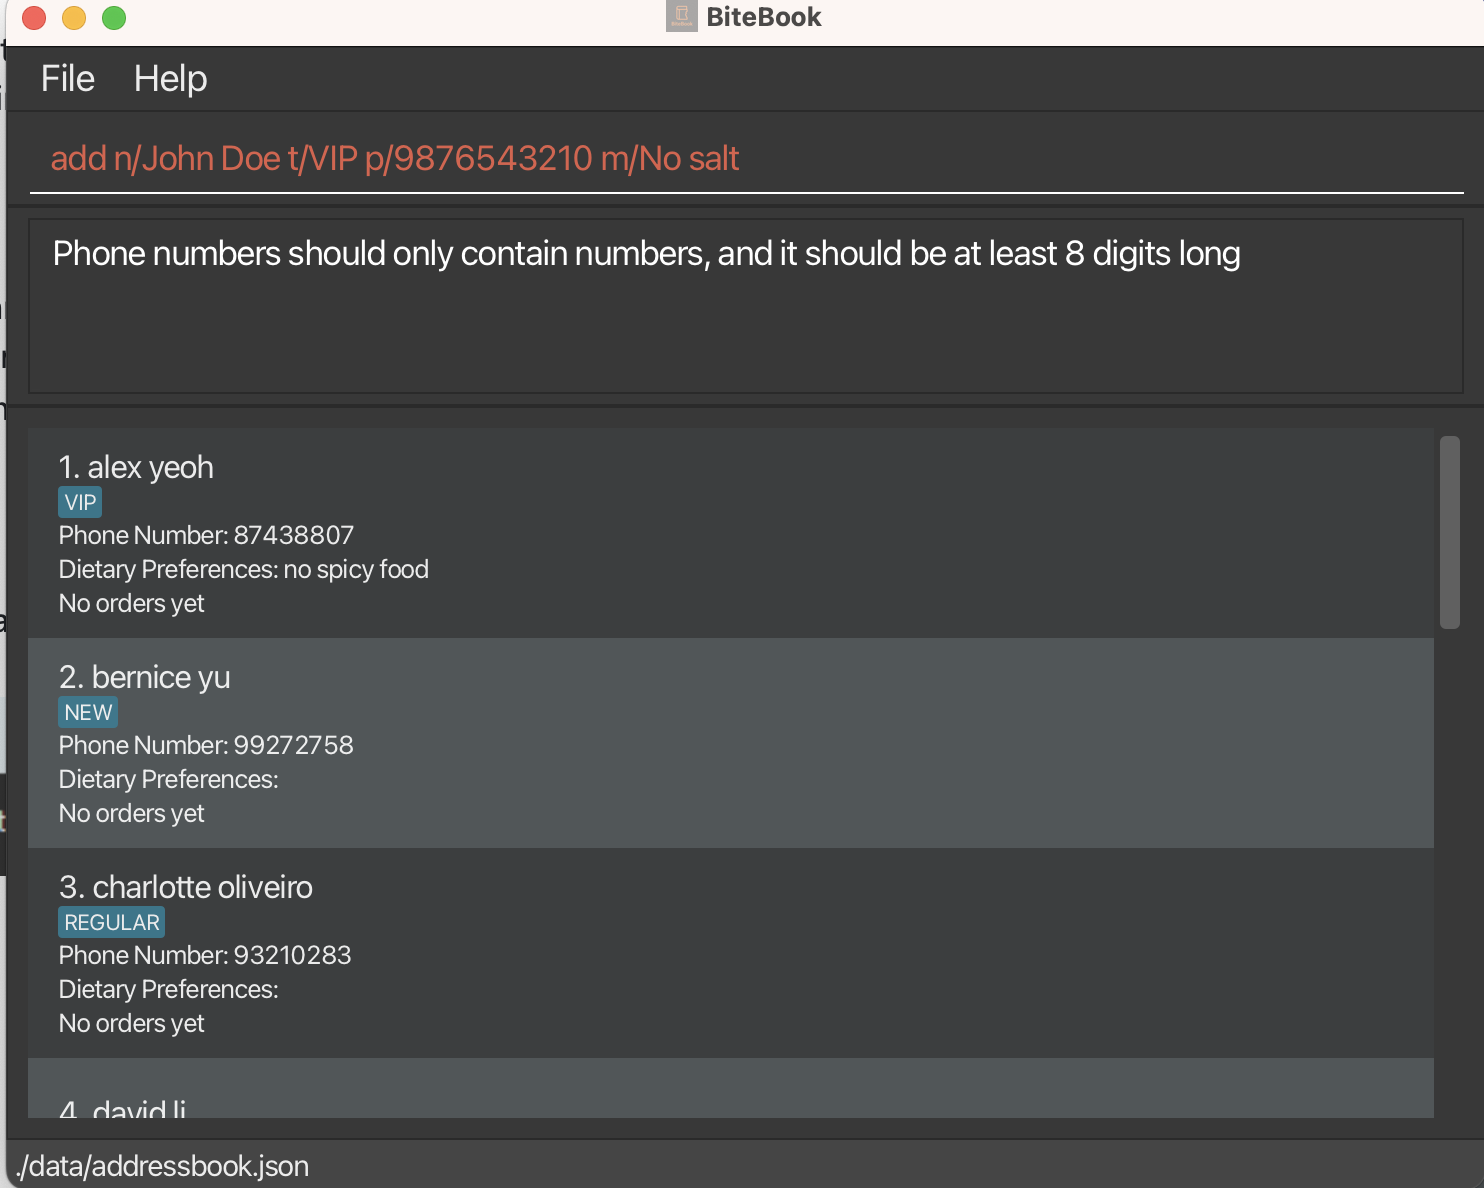 BiteBook
File Help
add n/John Doe t/VIP p/9876543210 m/No salt
Phone numbers should only contain numbers, and it should be at least 8 digits long
1. alex yeoh
VIP
Phone Number: 87438807
Dietary Preferences: no spicy food
No orders yet
2. bernice yu
NEW
Phone Number: 99272758
Dietary Preferences:
No orders yet
3. charlotte oliveiro
REGULAR
Phone Number: 93210283
Dietary Preferences:
No orders yet
4. david li
./data/addressbook.json